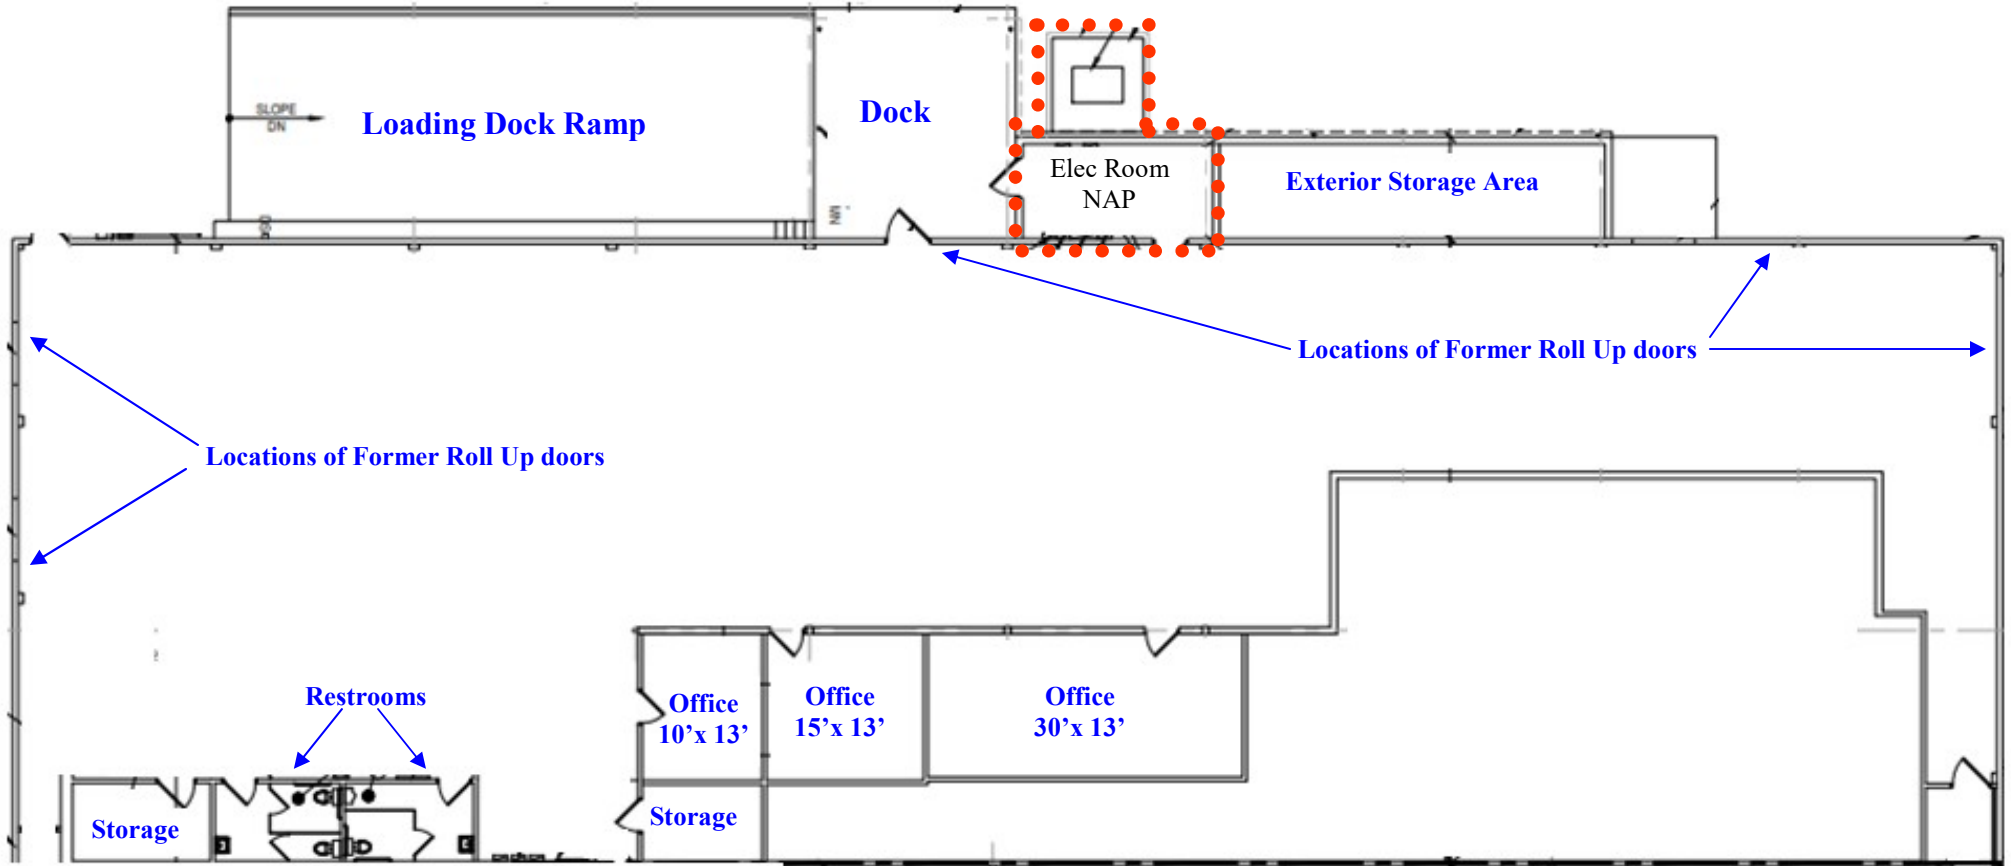 SLOPE
DN
Loading Dock Ramp
Dock
Elec Room
NAP
Exterior Storage Area
Locations of Former Roll Up doors
Locations of Former Roll Up doors
Restrooms
Office
10’x 13’
Office
15’x 13’
Office
30’x 13’
Storage
Storage